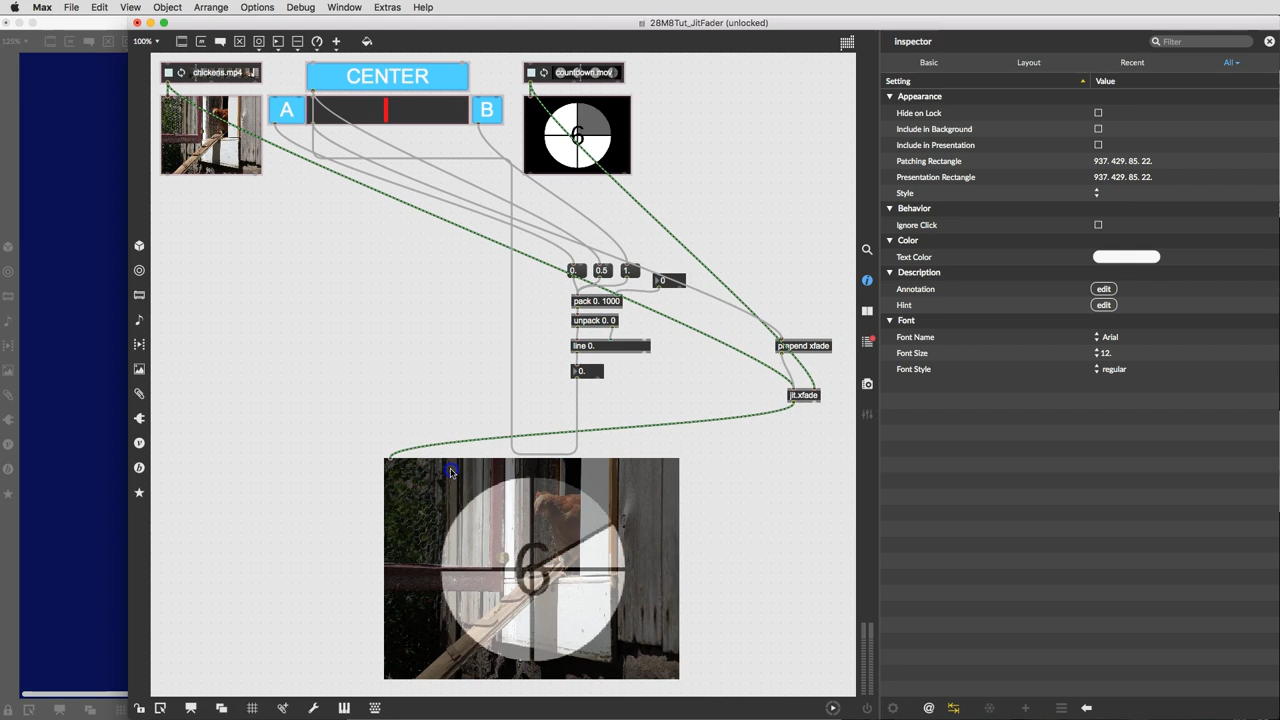 Max File Edit View Object Arrange Options Debug Window Extras Help
28M8Tut_JitFader (unlocked)
125%
100%
inspector
Filter
Basic Layout Recent All
Setting Value
Appearance
Hide on Lock
Include in Background
Include in Presentation
Patching Rectangle 937. 429. 85. 22.
Presentation Rectangle 937. 429. 85. 22.
Style
Behavior
Ignore Click
Color
Text Color
Description
Annotation edit
Hint edit
Font
Font Name Arial
Font Size 12.
Font Style regular
chickens.mp4
CENTER
countdown.mov
A
B
6
0. 0.5 1.
0
pack 0. 1000
unpack 0. 0
line 0.
0.
prepend xfade
jit.xfade
6